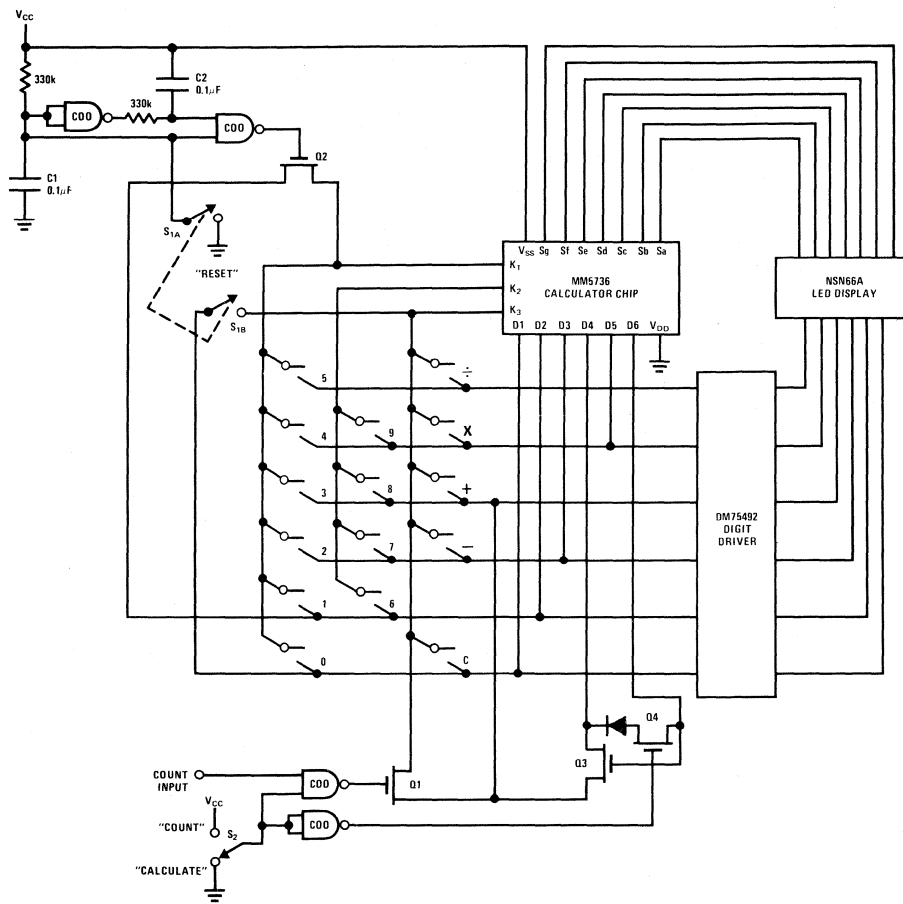 VCC
330k
C2
0.1µF
330k
C00
C00
C1
0.1µF
Q2
S1A
"RESET"
S1B
VSS Sg Sf Se Sd Sc Sb Sa
K1
K2
K3
MM5736
CALCULATOR CHIP
D1 D2 D3 D4 D5 D6 VDD
NSN66A
LED DISPLAY
5 ÷
4 9 X
3 8 +
2 7 −
1 6
0 C
DM75492
DIGIT
DRIVER
Q4
Q3
COUNT
INPUT
C00
Q1
VCC
"COUNT"
S2
C00
"CALCULATE"